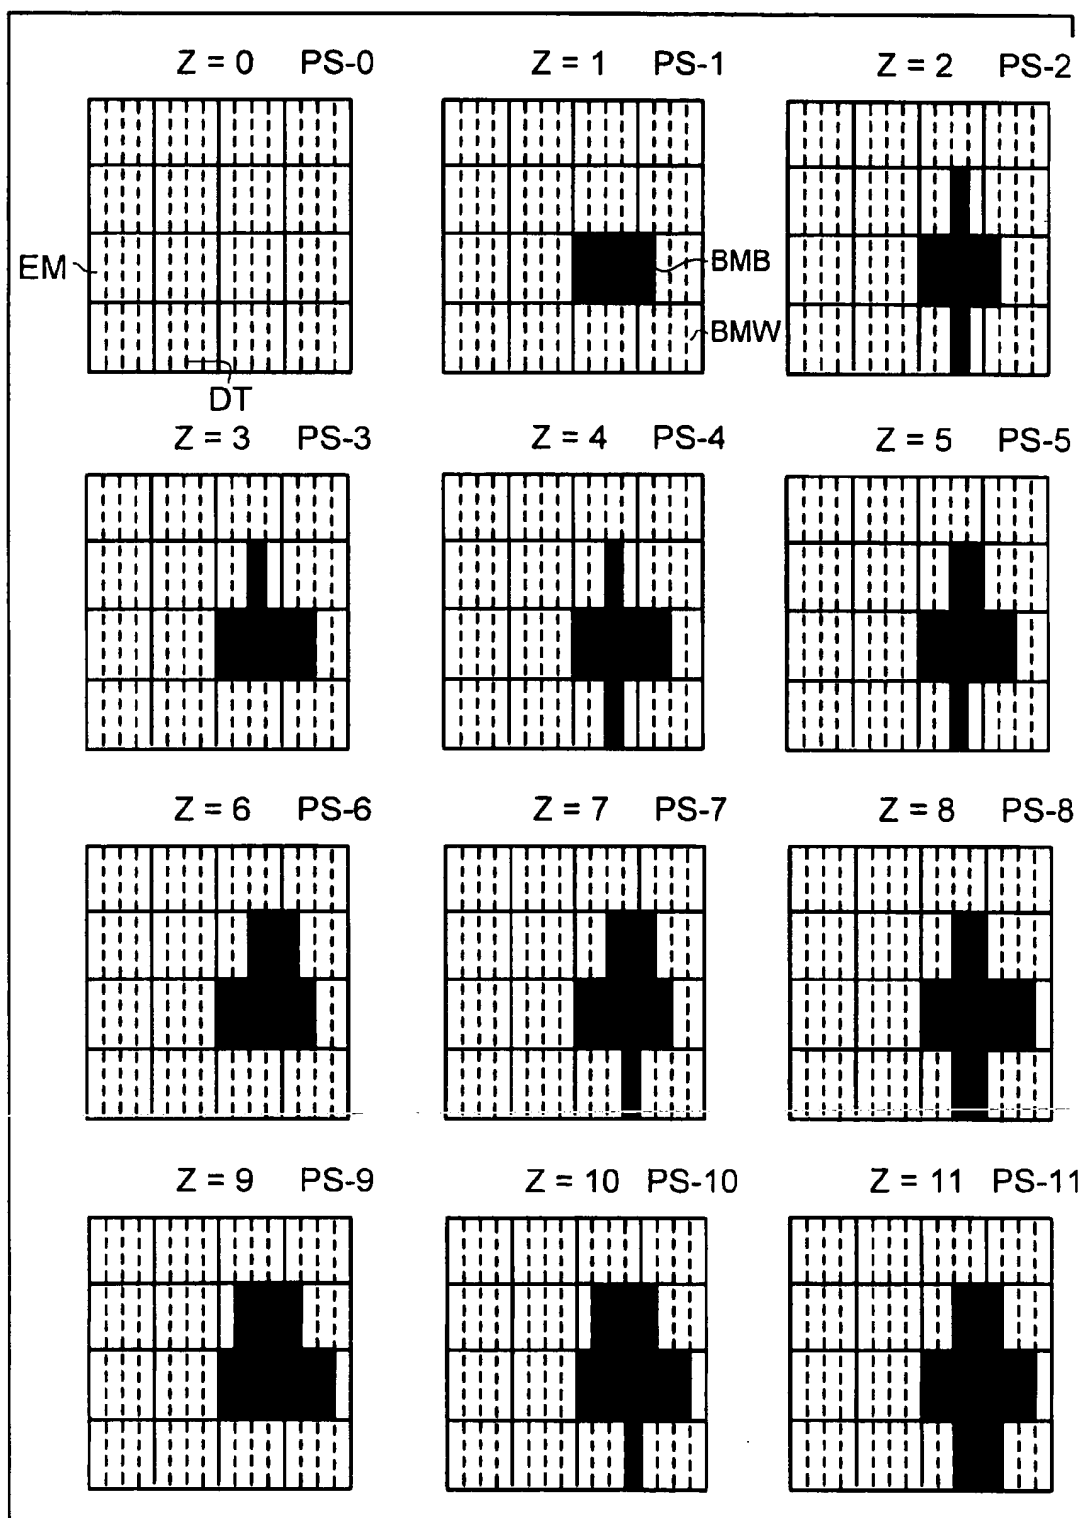 Z = 0 PS-0
Z = 1 PS-1
Z = 2 PS-2
EM
BMB
BMW
DT
Z = 3 PS-3
Z = 4 PS-4
Z = 5 PS-5
Z = 6 PS-6
Z = 7 PS-7
Z = 8 PS-8
Z = 9 PS-9
Z = 10 PS-10
Z = 11 PS-11